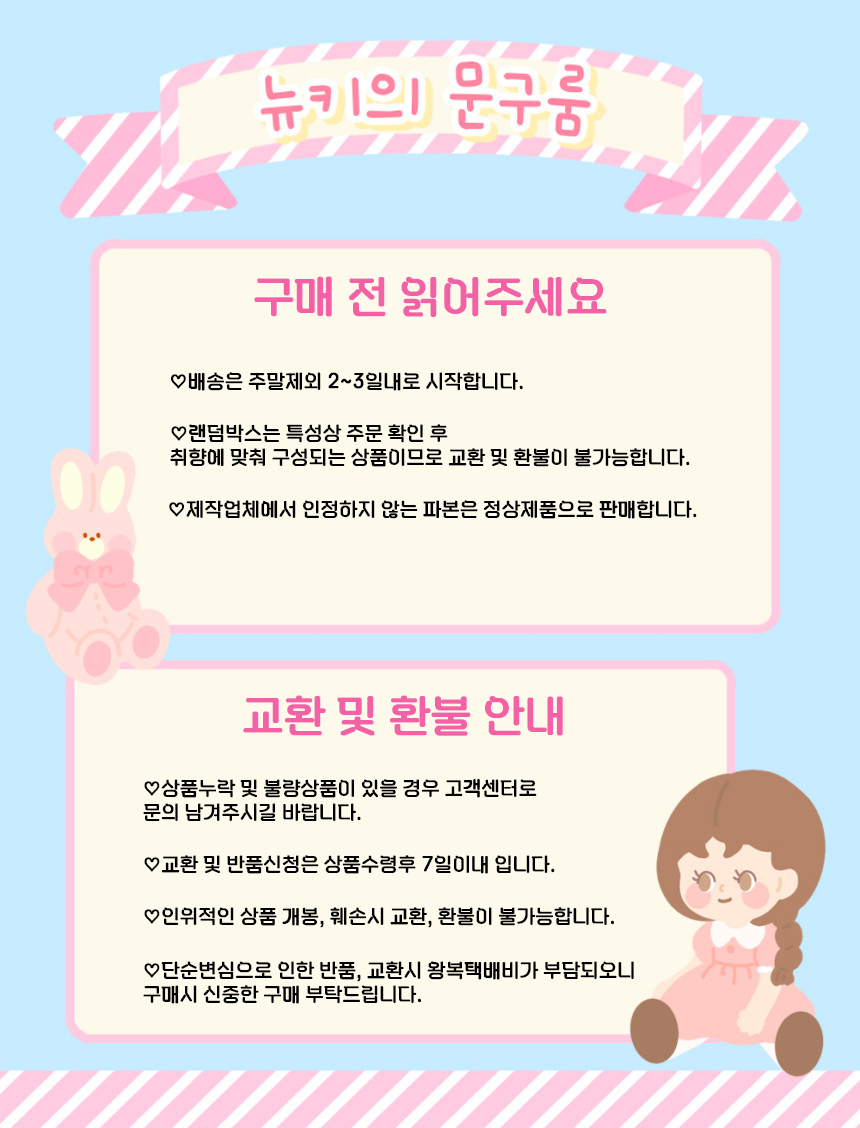 뉴키의 문구룸
구매 전 읽어주세요
♡배송은 주말제외 2~3일내로 시작합니다.
♡랜덤박스는 특성상 주문 확인 후
취향에 맞춰 구성되는 상품이므로 교환 및 환불이 불가능합니다.
♡제작업체에서 인정하지 않는 파본은 정상제품으로 판매합니다.
교환 및 환불 안내
♡상품누락 및 불량상품이 있을 경우 고객센터로
문의 남겨주시길 바랍니다.
♡교환 및 반품신청은 상품수령후 7일이내 입니다.
♡인위적인 상품 개봉, 훼손시 교환, 환불이 불가능합니다.
♡단순변심으로 인한 반품, 교환시 왕복택배비가 부담되오니
구매시 신중한 구매 부탁드립니다.